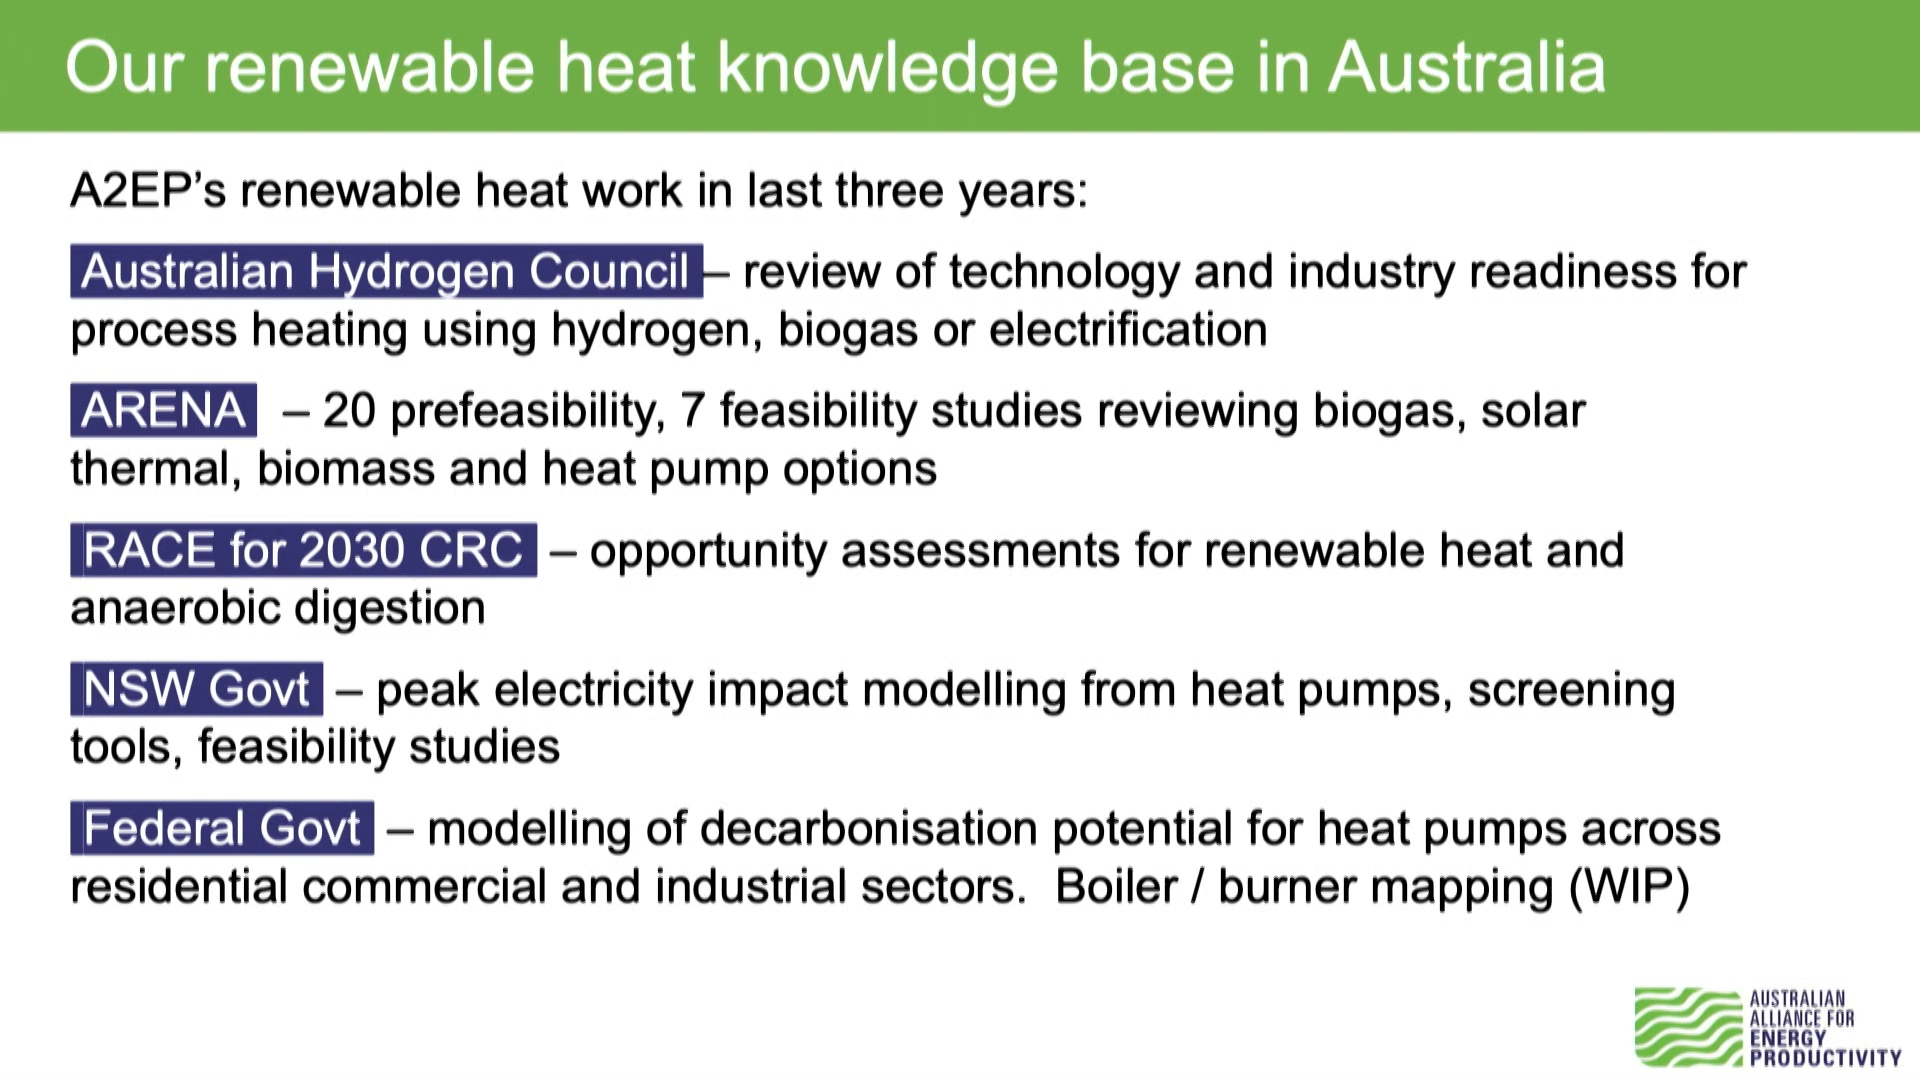 Our renewable heat knowledge base in Australia
A2EP’s renewable heat work in last three years:
Australian Hydrogen Council – review of technology and industry readiness for
process heating using hydrogen, biogas or electrification
ARENA – 20 prefeasibility, 7 feasibility studies reviewing biogas, solar
thermal, biomass and heat pump options
RACE for 2030 CRC – opportunity assessments for renewable heat and
anaerobic digestion
NSW Govt – peak electricity impact modelling from heat pumps, screening
tools, feasibility studies
Federal Govt – modelling of decarbonisation potential for heat pumps across
residential commercial and industrial sectors.  Boiler / burner mapping (WIP)
AUSTRALIAN
ALLIANCE FOR
ENERGY
PRODUCTIVITY